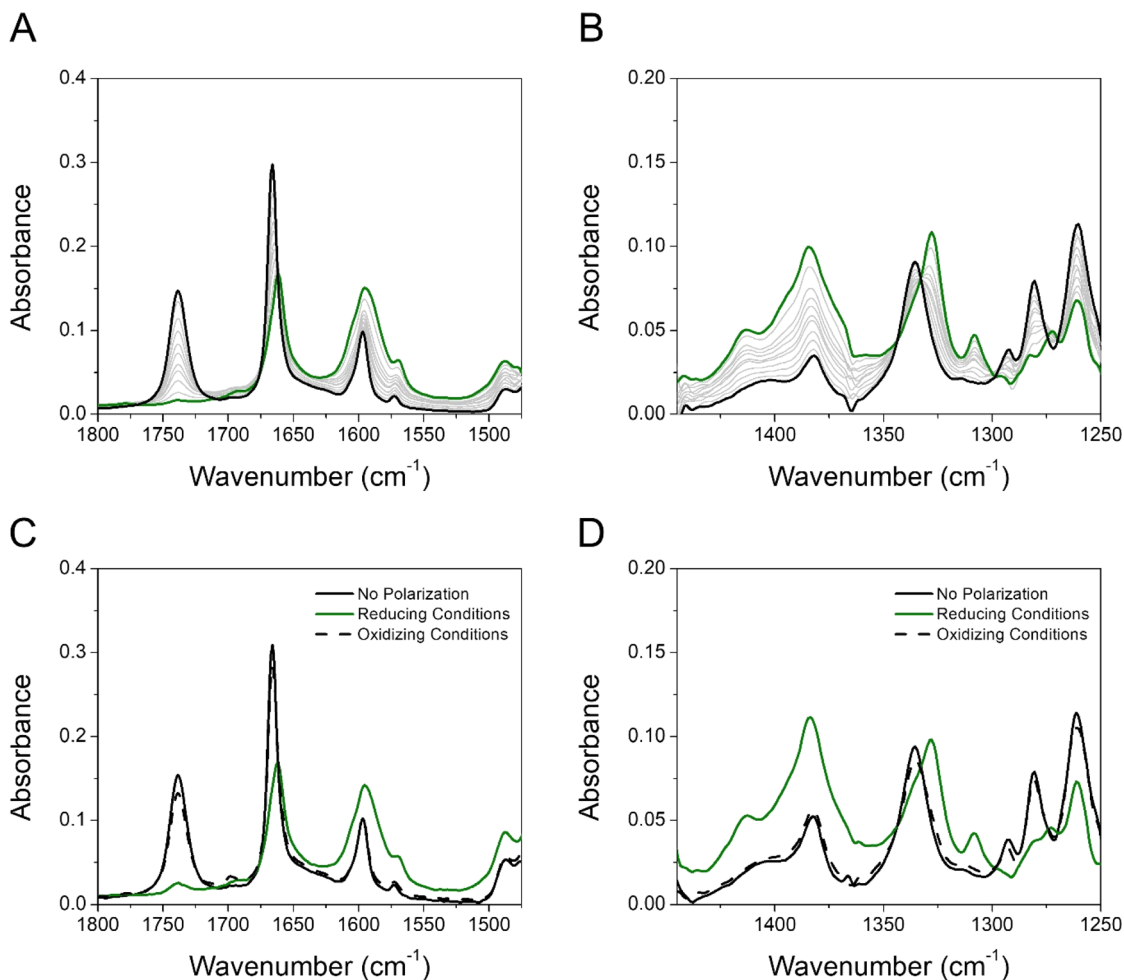 A
B
0.4
0.3
0.2
0.1
0.0
Absorbance
1800 1750 1700 1650 1600 1550 1500
Wavenumber (cm-1)
0.20
0.15
0.10
0.05
0.00
Absorbance
1400 1350 1300 1250
Wavenumber (cm-1)
C
D
0.4
0.3
0.2
0.1
0.0
Absorbance
No Polarization
Reducing Conditions
Oxidizing Conditions
1800 1750 1700 1650 1600 1550 1500
Wavenumber (cm-1)
0.20
0.15
0.10
0.05
0.00
Absorbance
No Polarization
Reducing Conditions
Oxidizing Conditions
1400 1350 1300 1250
Wavenumber (cm-1)